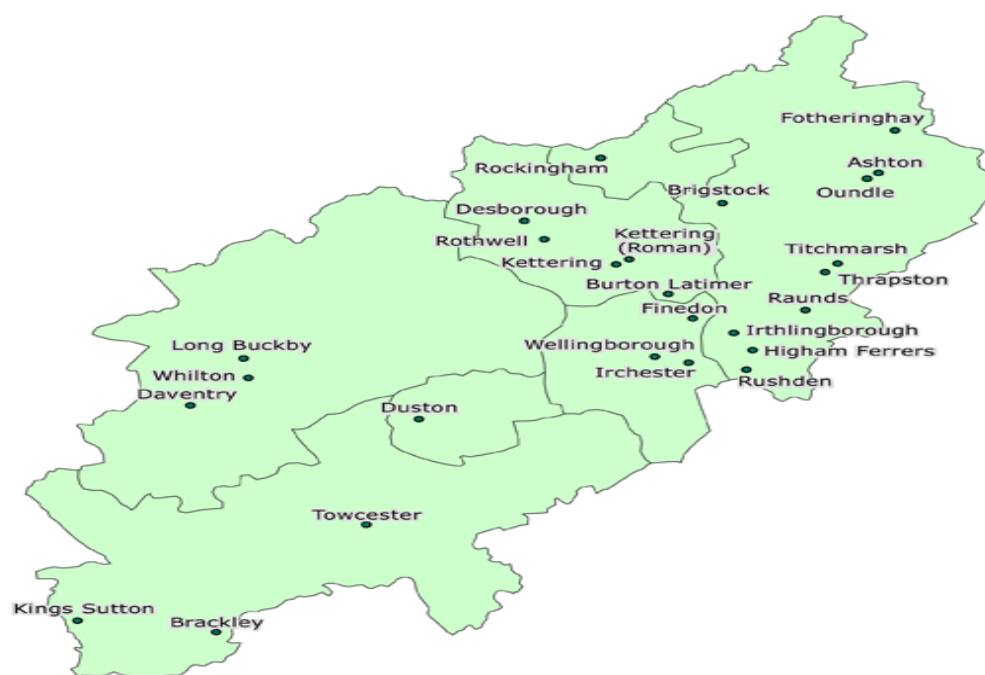 Fotheringhay
Ashton
Rockingham
Brigstock
Oundle
Desborough
Kettering
(Roman)
Rothwell
Titchmarsh
Kettering
Thrapston
Burton Latimer
Raunds
Finedon
Irthlingborough
Long Buckby
Wellingborough
Higham Ferrers
Irchester
Whilton
Rushden
Daventry
Duston
Towcester
Kings Sutton
Brackley